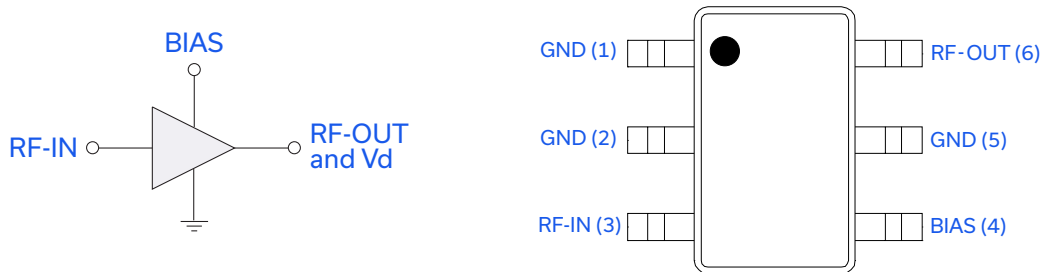 BIAS
RF-IN
RF-OUT
and Vd
GND (1)
GND (2)
RF-IN (3)
RF-OUT (6)
GND (5)
BIAS (4)